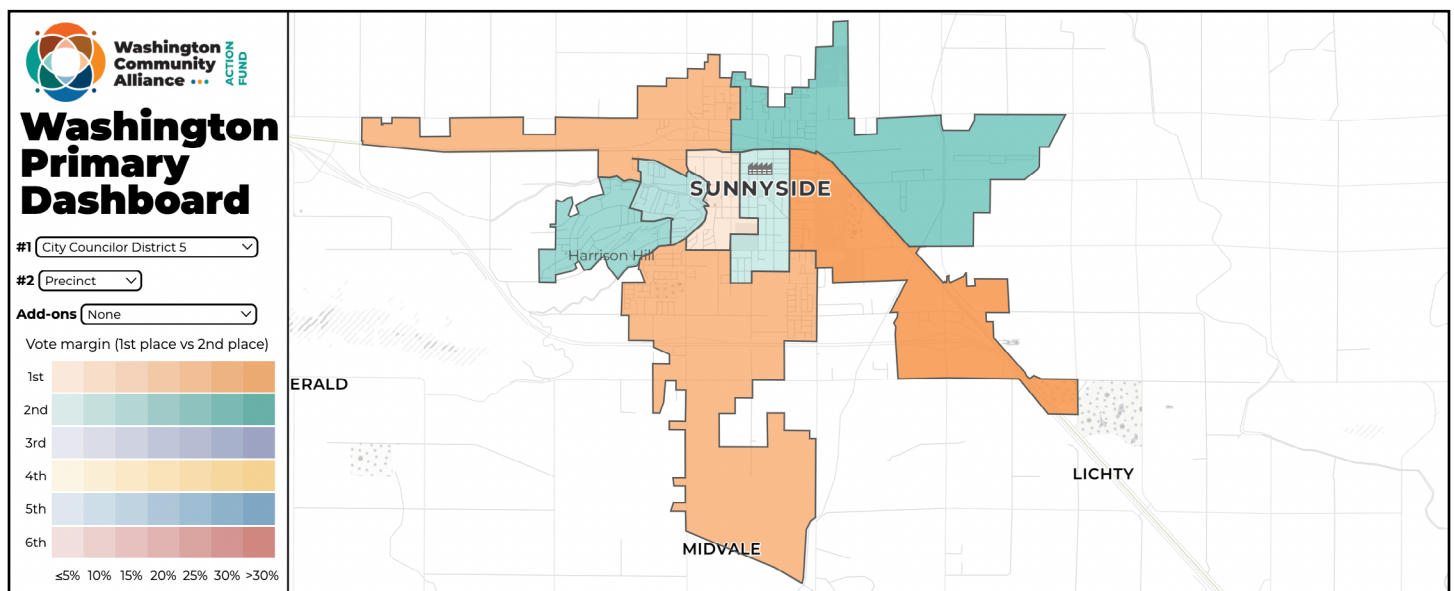 Washington
Community
Alliance
ACTION
FUND
Washington
Primary
Dashboard
#1 City Councilor District 5
#2 Precinct
Add-ons None
Vote margin (1st place vs 2nd place)
1st
2nd
3rd
4th
5th
6th
≤5% 10% 15% 20% 25% 30% >30%
SUNNYSIDE
Harrison Hill
ERALD
LICHTY
MIDVALE